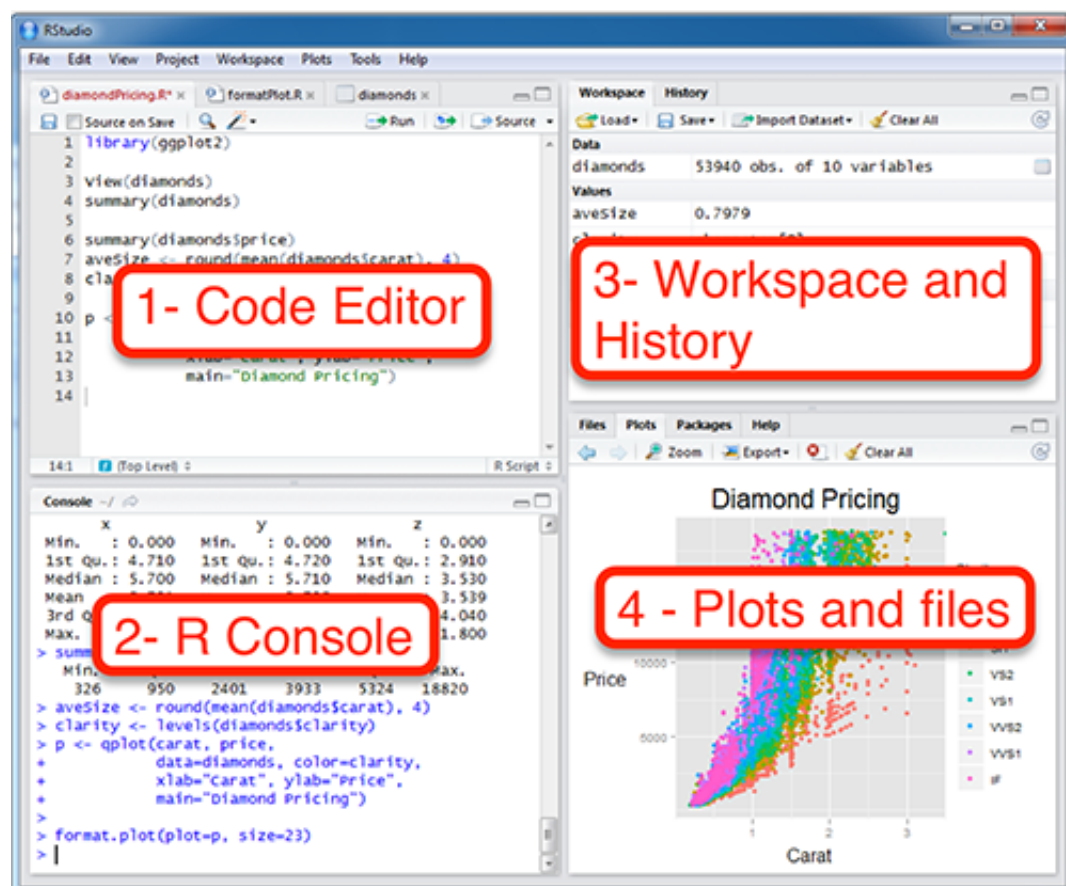 RStudio
File Edit View Project Workspace Plots Tools Help
diamondPricing.R* × formatPlot.R × diamonds ×
Source on Save Run Source
1 library(ggplot2)
2
3 View(diamonds)
4 summary(diamonds)
5
6 summary(diamonds$price)
7 aveSize <- round(mean(diamonds$carat), 4)
8 cla
9
10 p <
11
12 xlab="Carat", ylab="Price",
13 main="Diamond Pricing")
14
1- Code Editor
14:1 (Top Level) R Script
Console ~/
x y z
Min. : 0.000 Min. : 0.000 Min. : 0.000
1st Qu.: 4.710 1st Qu.: 4.720 1st Qu.: 2.910
Median : 5.700 Median : 5.710 Median : 3.530
Mean 3.539
3rd Q 4.040
Max. 1.800
2- R Console
> summ
Min. Max.
326 950 2401 3933 5324 18820
> aveSize <- round(mean(diamonds$carat), 4)
> clarity <- levels(diamonds$clarity)
> p <- qplot(carat, price,
+ data=diamonds, color=clarity,
+ xlab="Carat", ylab="Price",
+ main="Diamond Pricing")
>
> format.plot(plot=p, size=23)
>
Workspace History
Load Save Import Dataset Clear All
Data
diamonds 53940 obs. of 10 variables
Values
aveSize 0.7979
3- Workspace and
History
Files Plots Packages Help
Zoom Export Clear All
Diamond Pricing
4 - Plots and files
Price
10000
5000
1 2 3
Carat
VS2
VS1
VVS2
VVS1
IF